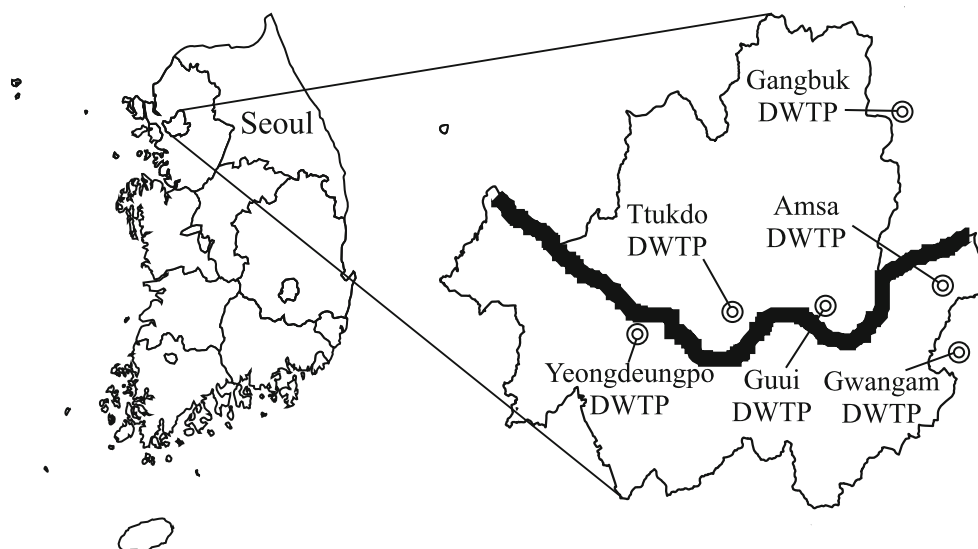 Seoul
Gangbuk
DWTP
Ttukdo
DWTP
Amsa
DWTP
Yeongdeungpo
DWTP
Guui
DWTP
Gwangam
DWTP